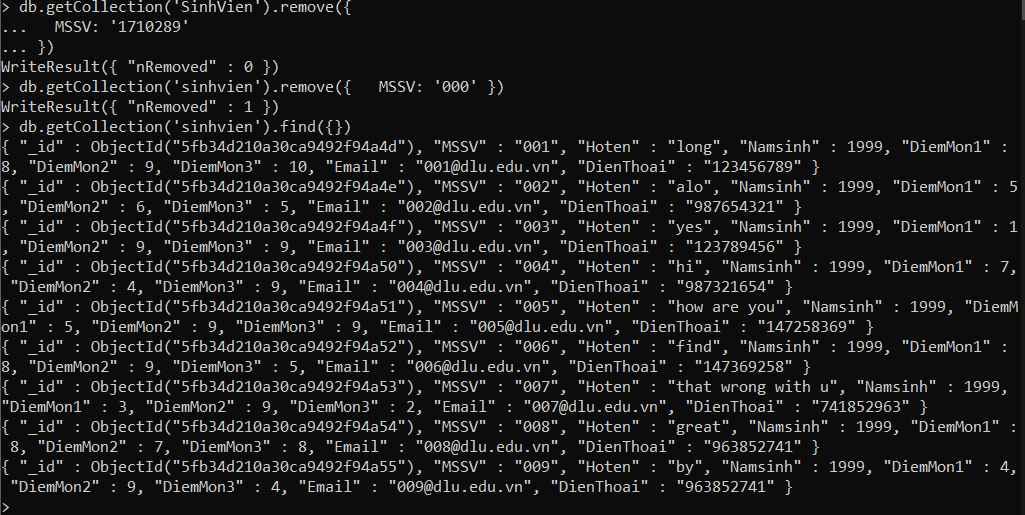 > db.getCollection('SinhVien').remove({
...   MSSV: '1710289'
... })
WriteResult({ "nRemoved" : 0 })
> db.getCollection('sinhvien').remove({   MSSV: '000' })
WriteResult({ "nRemoved" : 1 })
> db.getCollection('sinhvien').find({})
{ "_id" : ObjectId("5fb34d210a30ca9492f94a4d"), "MSSV" : "001", "Hoten" : "long", "Namsinh" : 1999, "DiemMon1" :
8, "DiemMon2" : 9, "DiemMon3" : 10, "Email" : "001@dlu.edu.vn", "DienThoai" : "123456789" }
{ "_id" : ObjectId("5fb34d210a30ca9492f94a4e"), "MSSV" : "002", "Hoten" : "alo", "Namsinh" : 1999, "DiemMon1" : 5
, "DiemMon2" : 6, "DiemMon3" : 5, "Email" : "002@dlu.edu.vn", "DienThoai" : "987654321" }
{ "_id" : ObjectId("5fb34d210a30ca9492f94a4f"), "MSSV" : "003", "Hoten" : "yes", "Namsinh" : 1999, "DiemMon1" : 1
, "DiemMon2" : 9, "DiemMon3" : 9, "Email" : "003@dlu.edu.vn", "DienThoai" : "123789456" }
{ "_id" : ObjectId("5fb34d210a30ca9492f94a50"), "MSSV" : "004", "Hoten" : "hi", "Namsinh" : 1999, "DiemMon1" : 7,
 "DiemMon2" : 4, "DiemMon3" : 9, "Email" : "004@dlu.edu.vn", "DienThoai" : "987321654" }
{ "_id" : ObjectId("5fb34d210a30ca9492f94a51"), "MSSV" : "005", "Hoten" : "how are you", "Namsinh" : 1999, "DiemM
on1" : 5, "DiemMon2" : 9, "DiemMon3" : 9, "Email" : "005@dlu.edu.vn", "DienThoai" : "147258369" }
{ "_id" : ObjectId("5fb34d210a30ca9492f94a52"), "MSSV" : "006", "Hoten" : "find", "Namsinh" : 1999, "DiemMon1" :
8, "DiemMon2" : 9, "DiemMon3" : 5, "Email" : "006@dlu.edu.vn", "DienThoai" : "147369258" }
{ "_id" : ObjectId("5fb34d210a30ca9492f94a53"), "MSSV" : "007", "Hoten" : "that wrong with u", "Namsinh" : 1999,
"DiemMon1" : 3, "DiemMon2" : 9, "DiemMon3" : 2, "Email" : "007@dlu.edu.vn", "DienThoai" : "741852963" }
{ "_id" : ObjectId("5fb34d210a30ca9492f94a54"), "MSSV" : "008", "Hoten" : "great", "Namsinh" : 1999, "DiemMon1" :
 8, "DiemMon2" : 7, "DiemMon3" : 8, "Email" : "008@dlu.edu.vn", "DienThoai" : "963852741" }
{ "_id" : ObjectId("5fb34d210a30ca9492f94a55"), "MSSV" : "009", "Hoten" : "by", "Namsinh" : 1999, "DiemMon1" : 4,
 "DiemMon2" : 9, "DiemMon3" : 4, "Email" : "009@dlu.edu.vn", "DienThoai" : "963852741" }
>